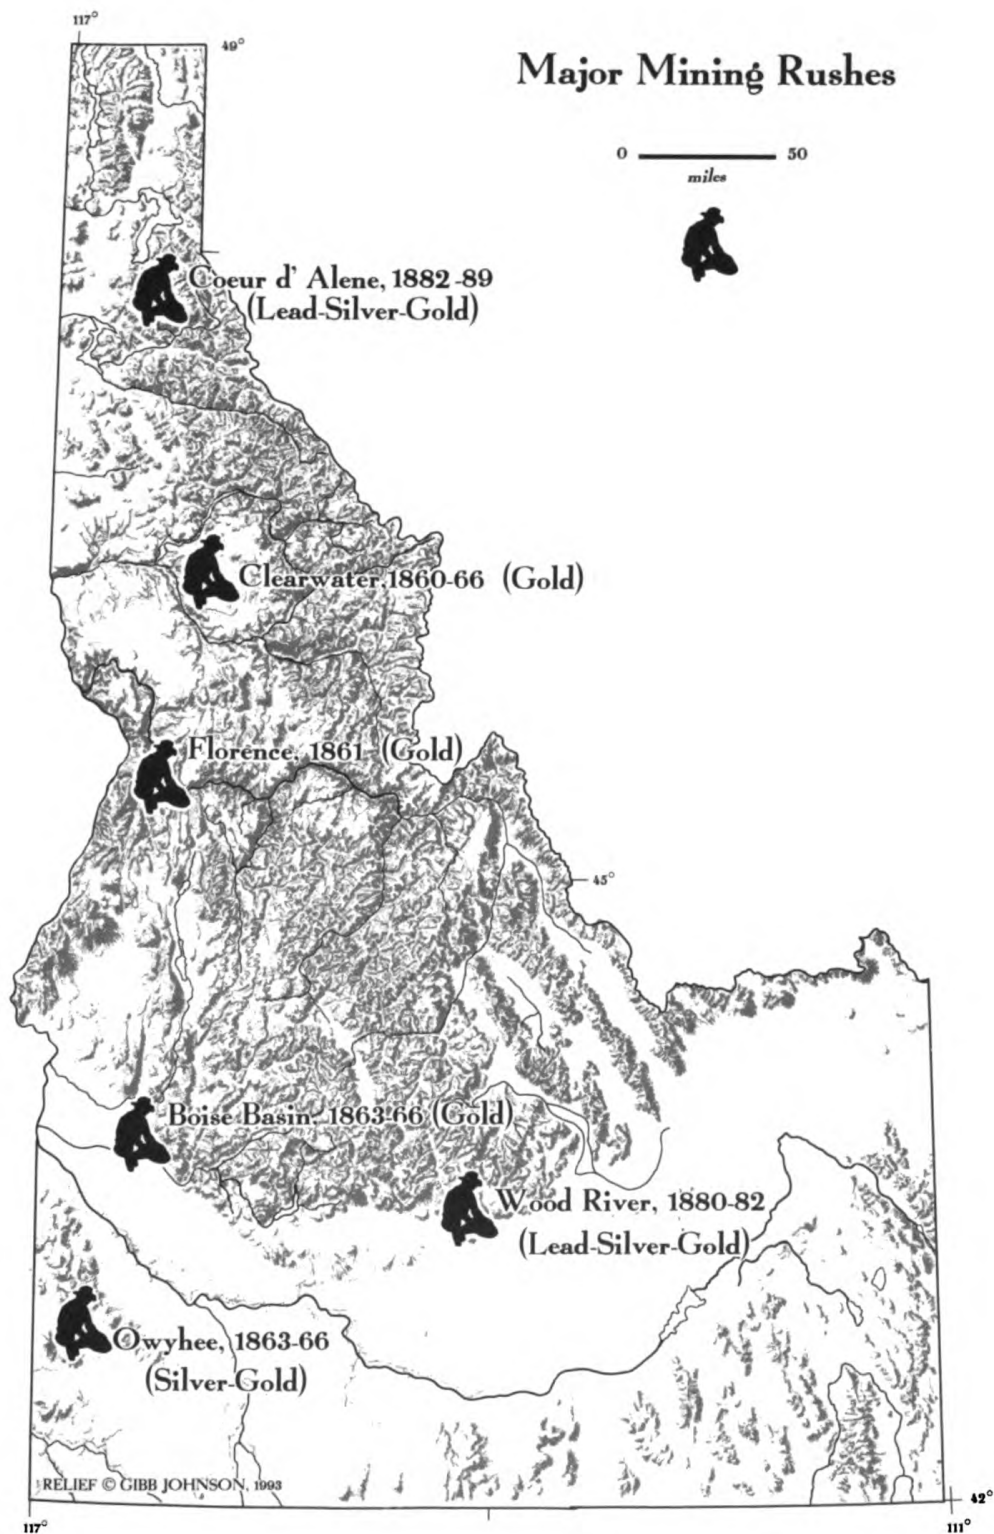 117°
49°
Major Mining Rushes
0 50
miles
Coeur d' Alene, 1882-89
(Lead-Silver-Gold)
Clearwater, 1860-66 (Gold)
Florence, 1861 (Gold)
45°
Boise Basin, 1863-66 (Gold)
Wood River, 1880-82
(Lead-Silver-Gold)
Owyhee, 1863-66
(Silver-Gold)
RELIEF © GIBB JOHNSON, 1993
42°
117°
111°